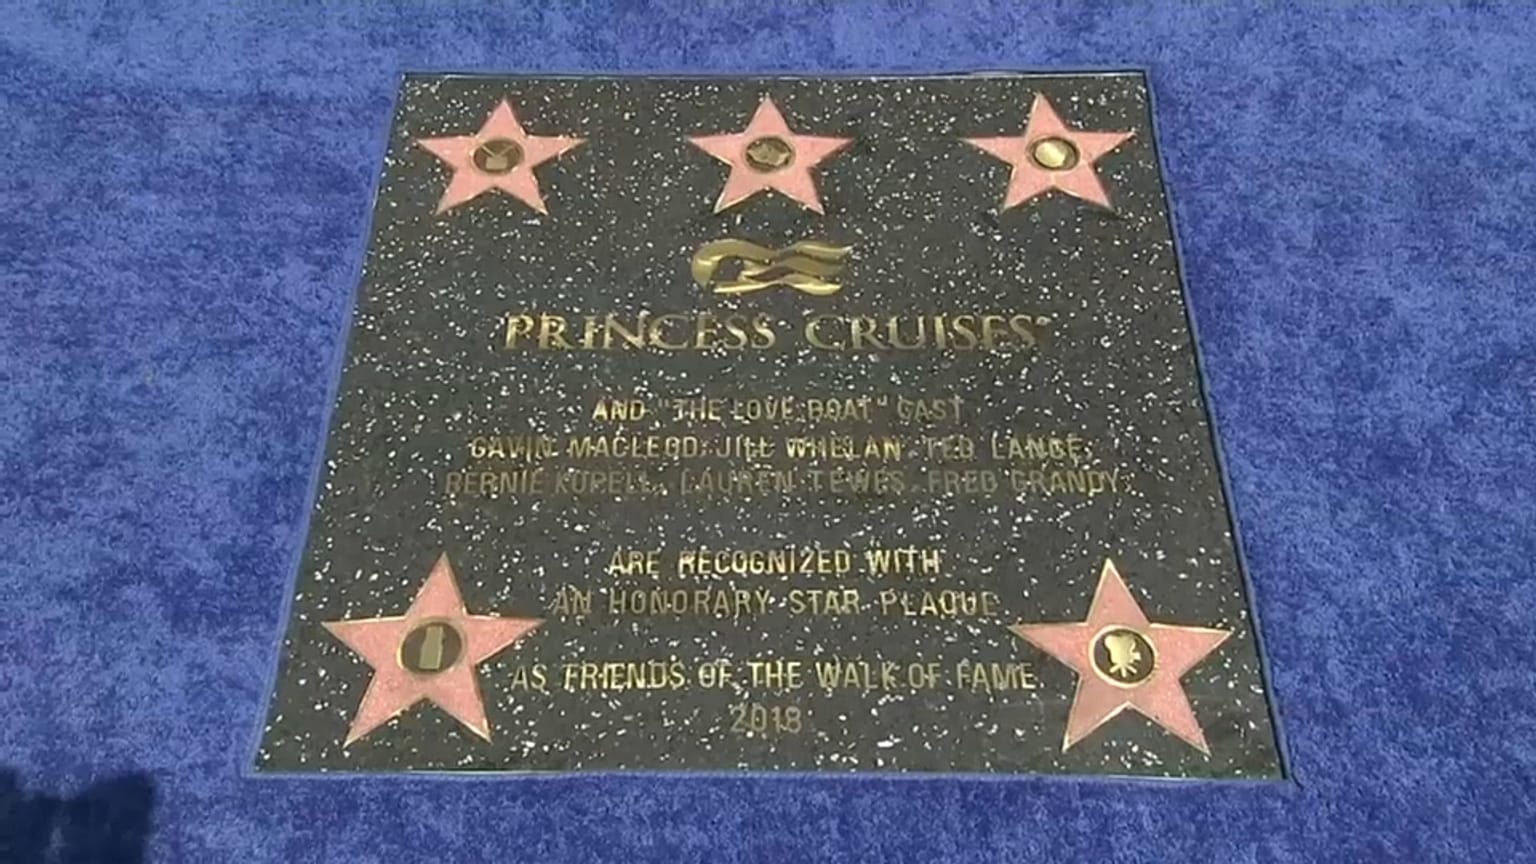 PRINCESS CRUISES®
AND "THE LOVE BOAT" CAST
GAVIN MACLEOD, JILL WHELAN, TED LANGE,
BERNIE KOPELL, LAUREN TEWES, FRED GRANDY,
ARE RECOGNIZED WITH
AN HONORARY STAR PLAQUE
AS FRIENDS OF THE WALK OF FAME
2018